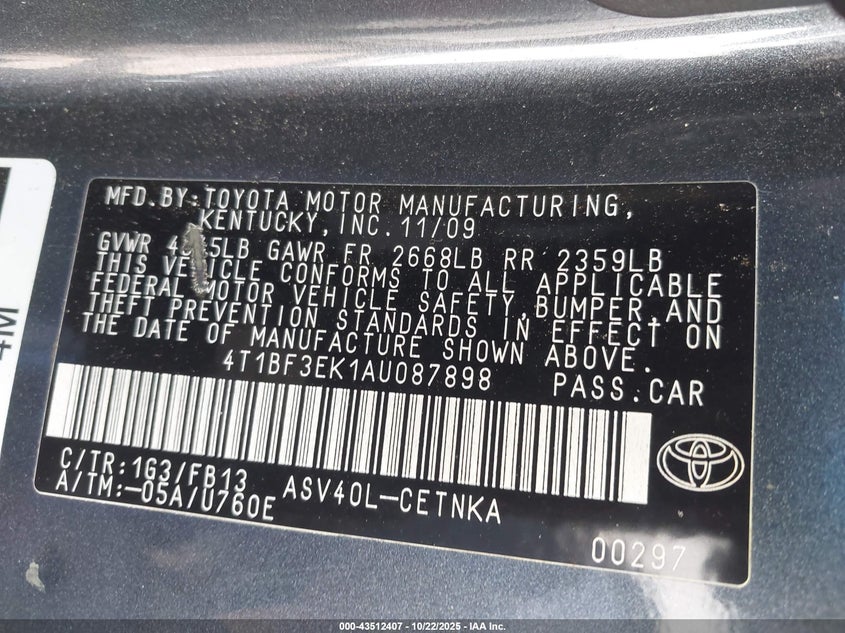 MFD.BY:TOYOTA MOTOR MANUFACTURING,
KENTUCKY,INC. 11/09
GVWR LB GAWR FR 2668LB RR 2359LB
THIS VEHICLE CONFORMS TO ALL APPLICABLE
FEDERAL MOTOR VEHICLE SAFETY,BUMPER,AND
THEFT PREVENTION STANDARDS IN EFFECT ON
THE DATE OF MANUFACTURE SHOWN ABOVE.
4T1BF3EK1AU087898 PASS.CAR
C/TR:1G3/FB13
A/TM:-05A/U760E ASV40L-CETNKA
00297
000-43512407 - 10/22/2025 - IAA Inc.